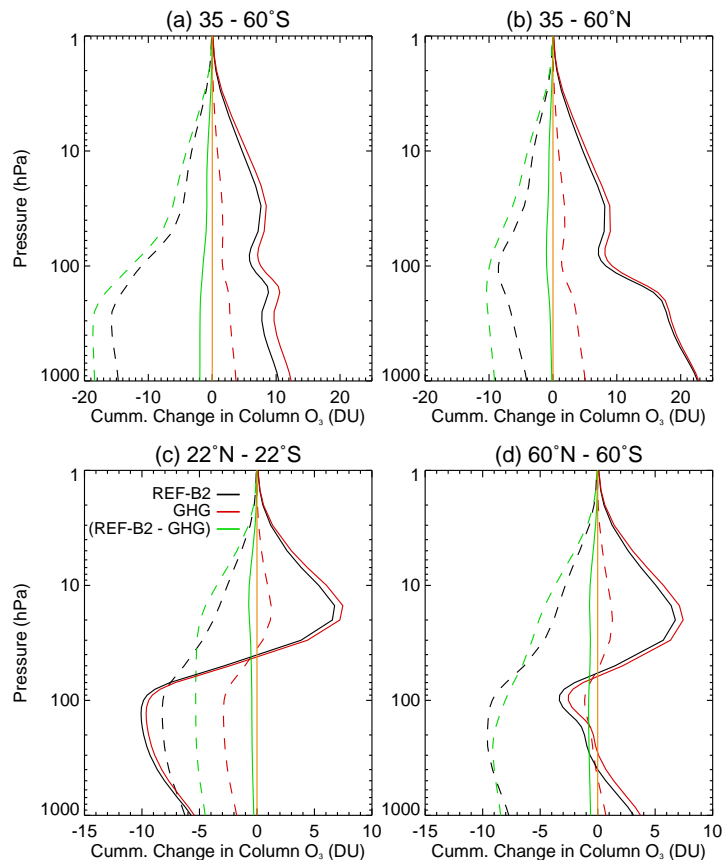 (a) 35 - 60°S
(b) 35 - 60°N
1
10
100
1000
Pressure (hPa)
-20 -10 0 10 20
Cumm. Change in Column O₃ (DU)
1
10
100
1000
Pressure (hPa)
-20 -10 0 10 20
Cumm. Change in Column O₃ (DU)
(c) 22°N - 22°S
(d) 60°N - 60°S
REF-B2
GHG
(REF-B2 - GHG)
1
10
100
1000
Pressure (hPa)
-15 -10 -5 0 5 10
Cumm. Change in Column O₃ (DU)
1
10
100
1000
Pressure (hPa)
-15 -10 -5 0 5 10
Cumm. Change in Column O₃ (DU)